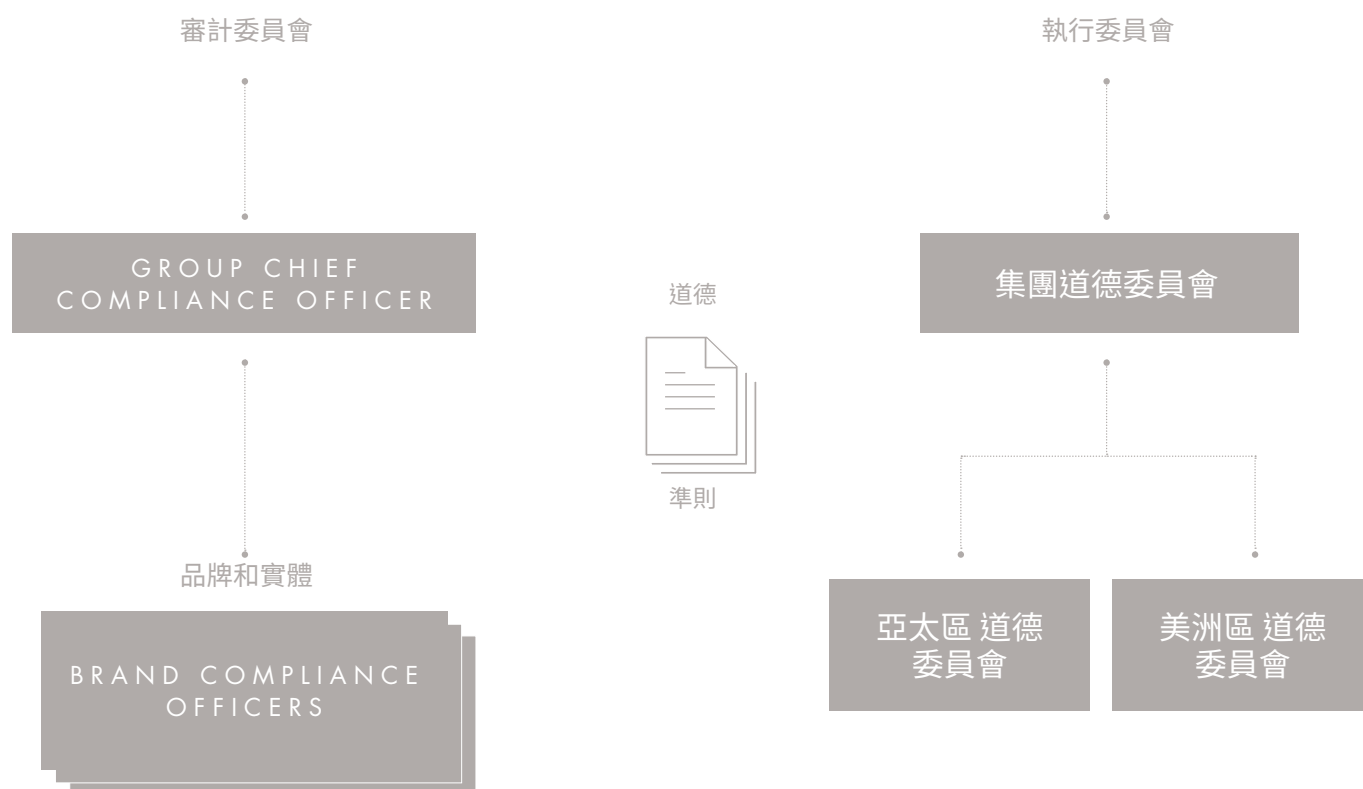 審計委員會
執行委員會
GROUP CHIEF
COMPLIANCE OFFICER
集團道德委員會
道德
準則
品牌和實體
BRAND COMPLIANCE
OFFICERS
亞太區 道德
委員會
美洲區 道德
委員會